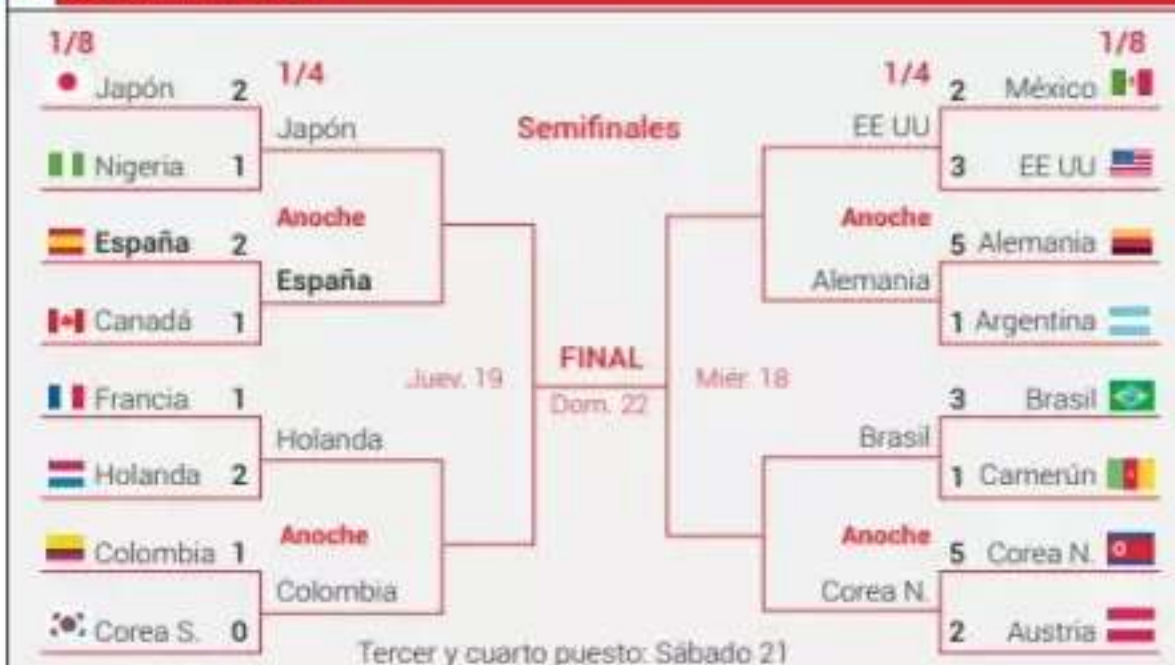 1/8
Japón 2
Nigeria 1
España 2
Canadá 1
Francia 1
Holanda 2
Colombia 1
Corea S. 0
1/4
Japón
Anoche
España
Holanda
Anoche
Colombia
Semifinales
Juev. 19
FINAL
Dom. 22
Miér. 18
1/4
EE UU
Anoche
Alemania
Brasil
Anoche
Corea N.
1/8
2 México
3 EE UU
5 Alemania
1 Argentina
3 Brasil
1 Camerún
5 Corea N.
2 Austria
Tercer y cuarto puesto: Sábado 21